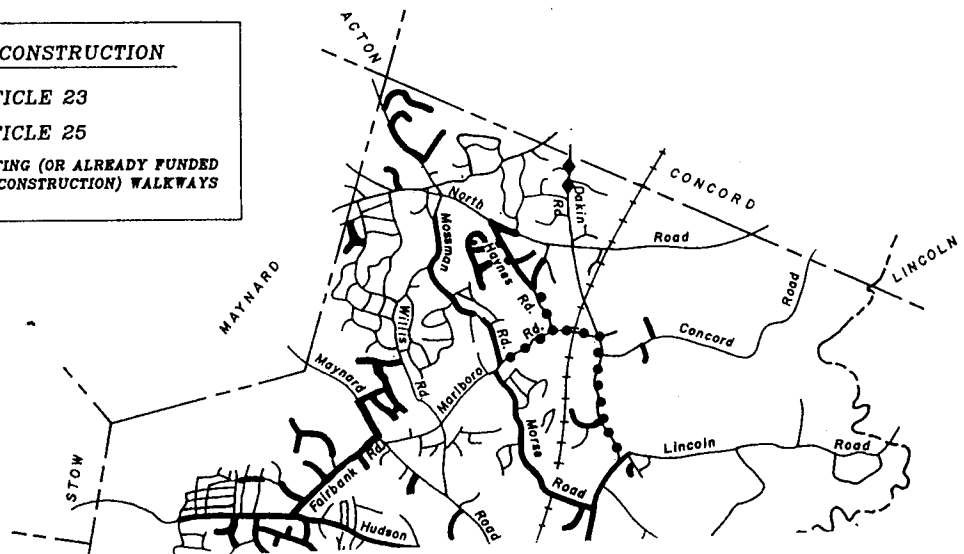 CONSTRUCTION
TICLE 23
TICLE 25
TING (OR ALREADY FUNDED
CONSTRUCTION) WALKWAYS
ACTON
CONCORD
LINCOLN
MAYNARD
STOW
North
Road
Dakin
Rd.
Mossman
Rd.
Haynes
Rd.
Willis
Rd.
Marlboro
Rd.
Concord
Road
Maynard
Rd.
Morse
Road
Lincoln
Road
Fairbank
Rd.
Hudson
Road